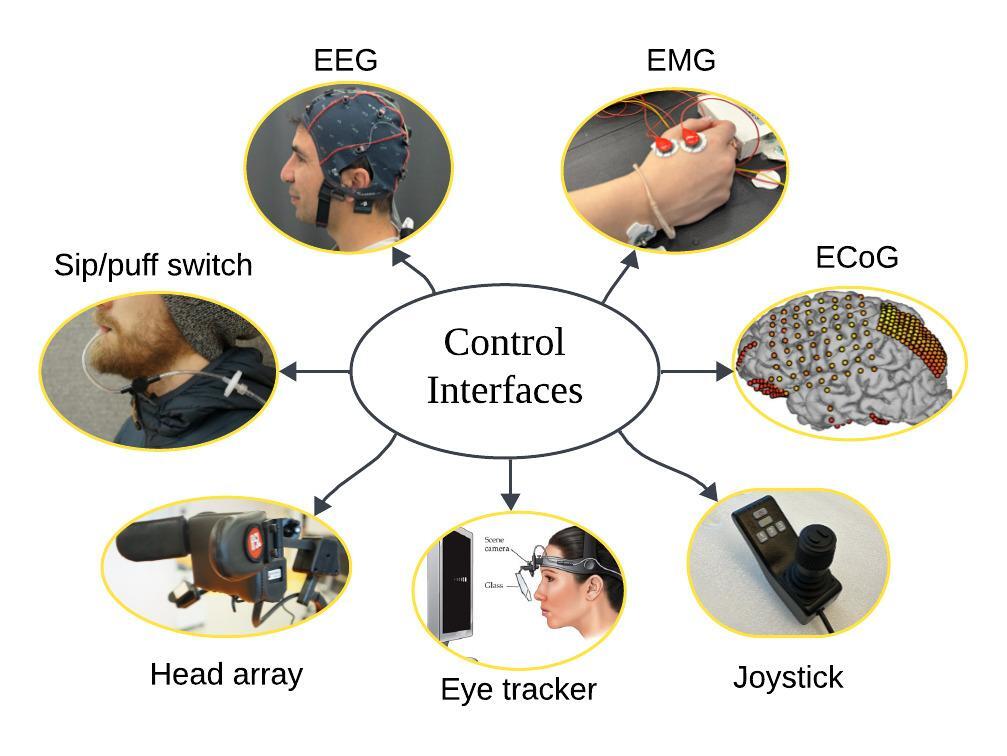 EEG
EMG
Sip/puff switch
ECoG
Control
Interfaces
Scene
camera
Glass
Head array
Eye tracker
Joystick